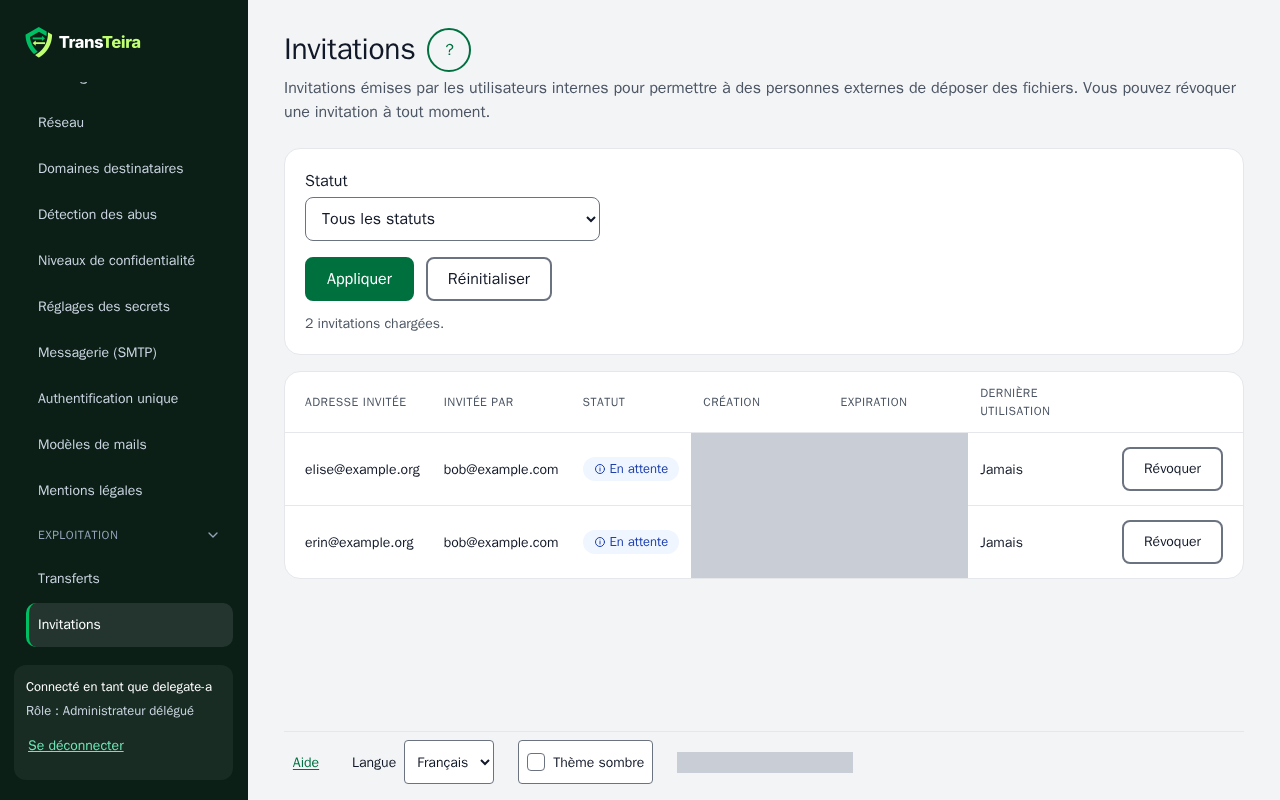 TransTeira
Réseau
Domaines destinataires
Détection des abus
Niveaux de confidentialité
Réglages des secrets
Messagerie (SMTP)
Authentification unique
Modèles de mails
Mentions légales
EXPLOITATION
Transferts
Invitations
Connecté en tant que delegate-a
Rôle : Administrateur délégué
Se déconnecter
Invitations ?
Invitations émises par les utilisateurs internes pour permettre à des personnes externes de déposer des fichiers. Vous pouvez révoquer
une invitation à tout moment.
Statut
Tous les statuts
Appliquer Réinitialiser
2 invitations chargées.
ADRESSE INVITÉE INVITÉE PAR STATUT CRÉATION EXPIRATION DERNIÈRE UTILISATION
elise@example.org bob@example.com En attente Jamais Révoquer
erin@example.org bob@example.com En attente Jamais Révoquer
Aide Langue Français Thème sombre